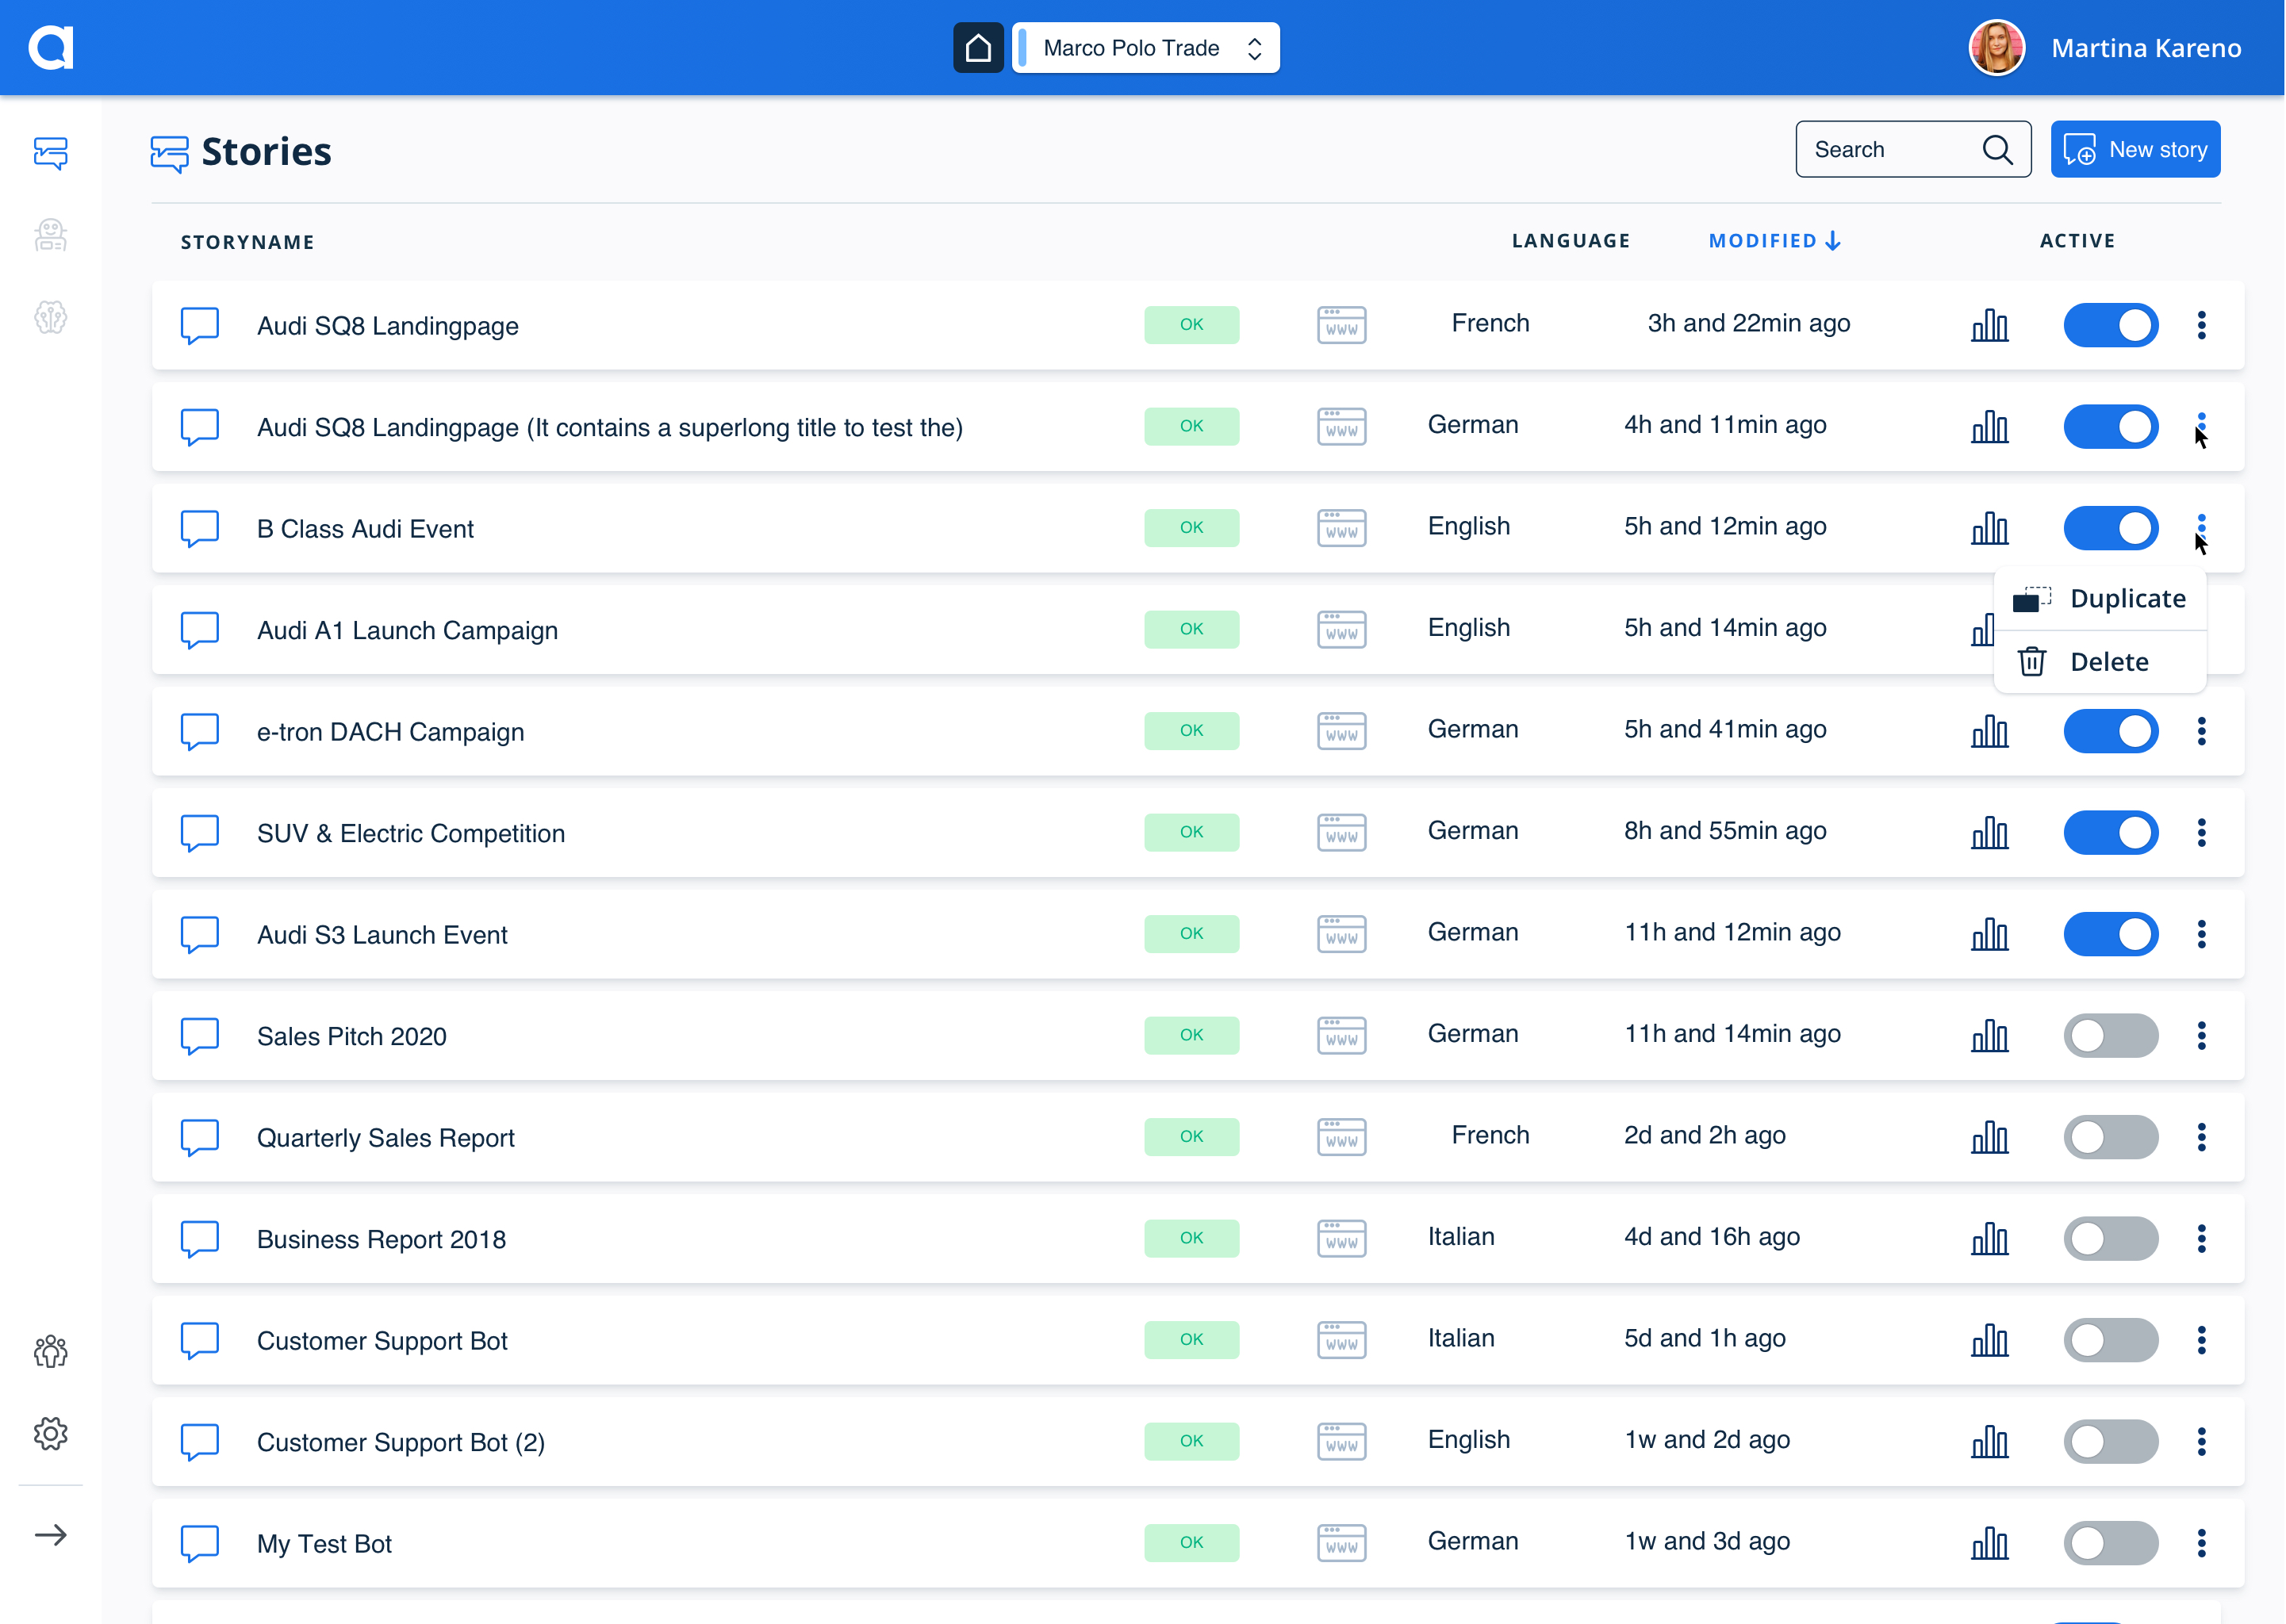 Marco Polo Trade
Martina Kareno
Stories
Search
New story
STORYNAME LANGUAGE MODIFIED ACTIVE
Audi SQ8 Landingpage OK WWW French 3h and 22min ago
Audi SQ8 Landingpage (It contains a superlong title to test the) OK WWW German 4h and 11min ago
B Class Audi Event OK WWW English 5h and 12min ago
Duplicate
Audi A1 Launch Campaign OK WWW English 5h and 14min ago
Delete
e-tron DACH Campaign OK WWW German 5h and 41min ago
SUV & Electric Competition OK WWW German 8h and 55min ago
Audi S3 Launch Event OK WWW German 11h and 12min ago
Sales Pitch 2020 OK WWW German 11h and 14min ago
Quarterly Sales Report OK WWW French 2d and 2h ago
Business Report 2018 OK WWW Italian 4d and 16h ago
Customer Support Bot OK WWW Italian 5d and 1h ago
Customer Support Bot (2) OK WWW English 1w and 2d ago
My Test Bot OK WWW German 1w and 3d ago